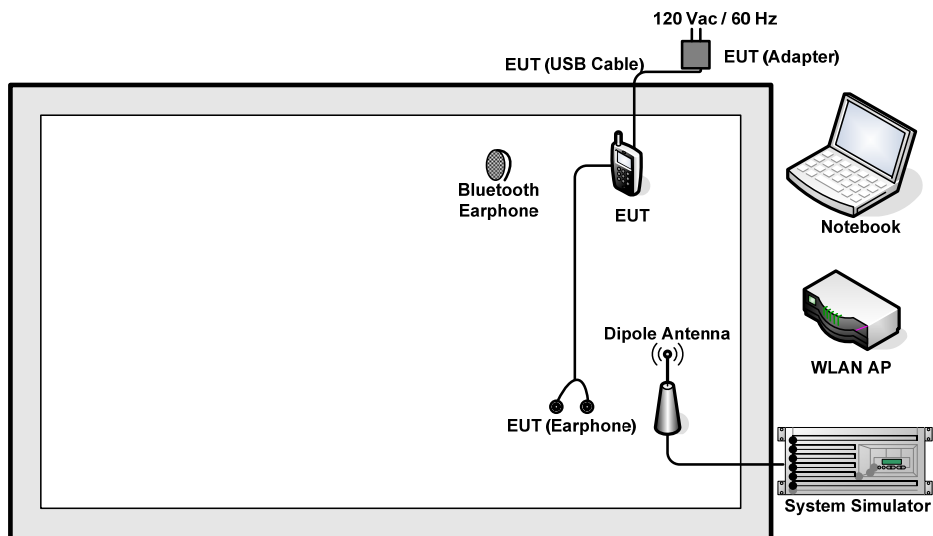 120 Vac / 60 Hz
EUT (USB Cable)
EUT (Adapter)
Bluetooth
Earphone
EUT
Notebook
Dipole Antenna
WLAN AP
EUT (Earphone)
System Simulator